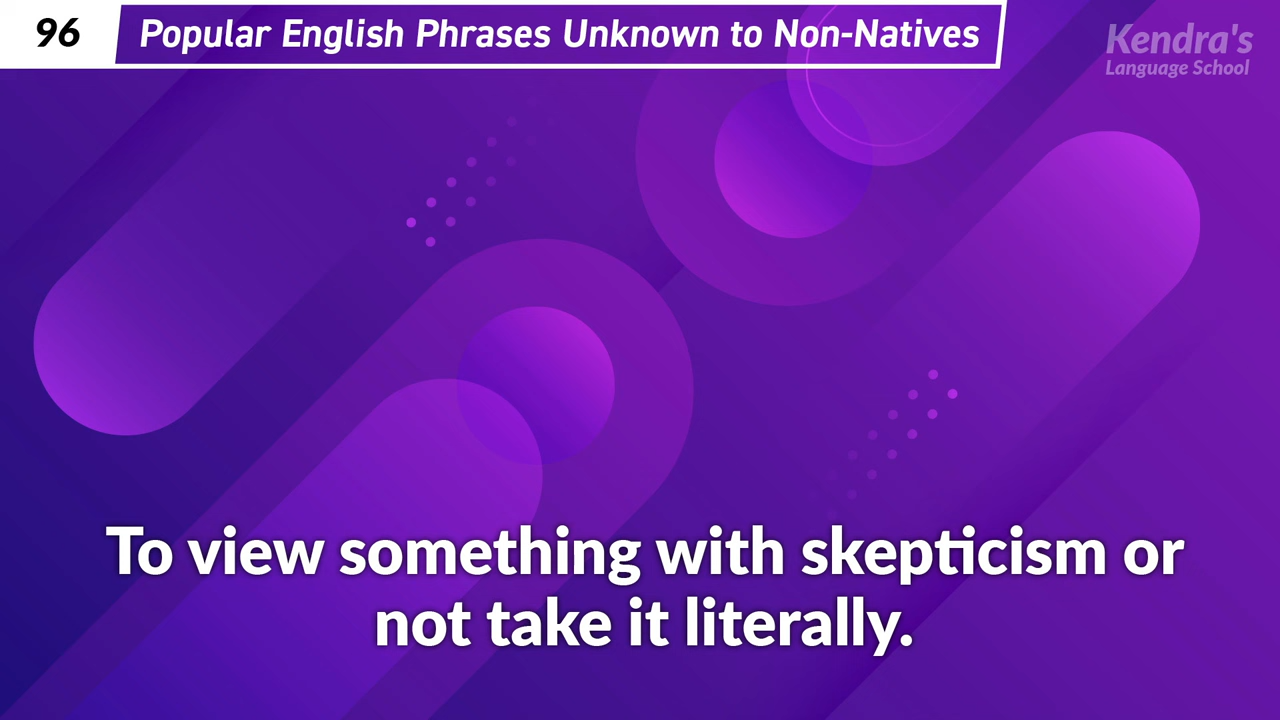 96
Popular English Phrases Unknown to Non-Natives
Kendra's
Language School
To view something with skepticism or
not take it literally.